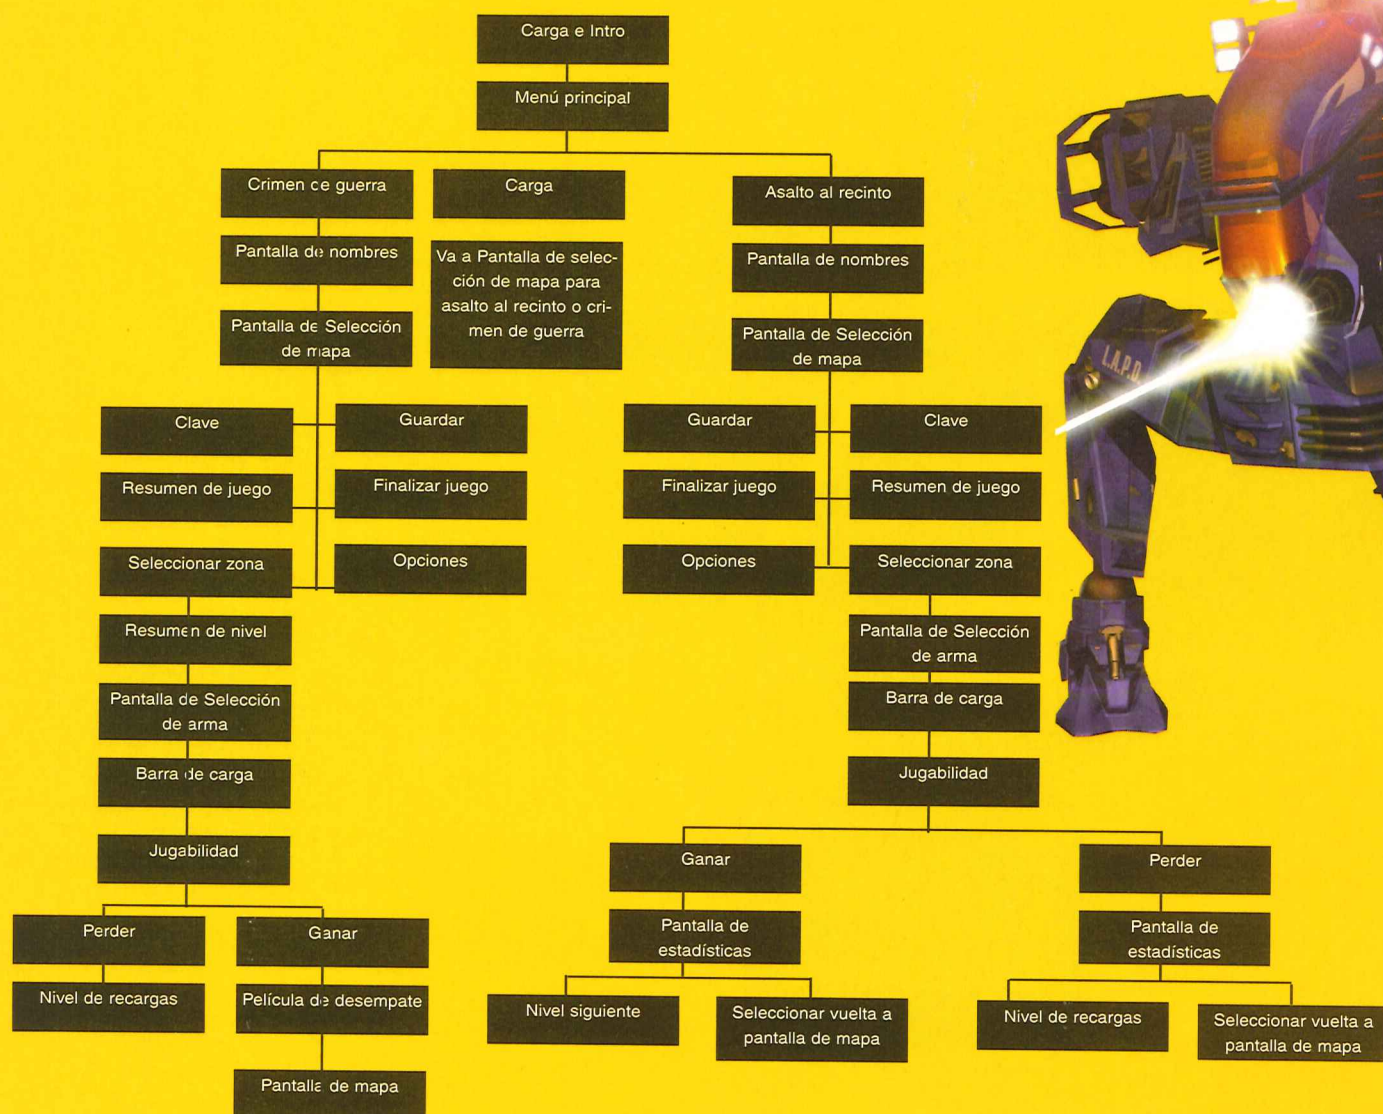 Carga e Intro
Menú principal
Crimen de guerra
Carga
Asalto al recinto
Pantalla de nombres
Va a Pantalla de selec-
ción de mapa para
asalto al recinto o cri-
men de guerra
Pantalla de nombres
Pantalla de Selección
de mapa
Pantalla de Selección
de mapa
L.A.P.D.
Clave
Guardar
Guardar
Clave
Resumen de juego
Finalizar juego
Finalizar juego
Resumen de juego
Seleccionar zona
Opciones
Opciones
Seleccionar zona
Resumen de nivel
Pantalla de Selección
de arma
Pantalla de Selección
de arma
Barra de carga
Barra de carga
Jugabilidad
Jugabilidad
Ganar
Perder
Perder
Ganar
Pantalla de
estadísticas
Pantalla de
estadísticas
Nivel de recargas
Película de desempate
Nivel siguiente
Seleccionar vuelta a
pantalla de mapa
Nivel de recargas
Seleccionar vuelta a
pantalla de mapa
Pantalla de mapa